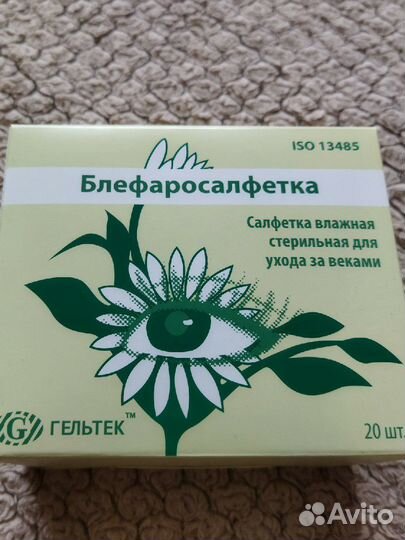 ISO 13485
Блефаросалфетка
Салфетка влажная
стерильная для
ухода за веками
G ГЕЛЬТЕК™
20 шт.
Avito